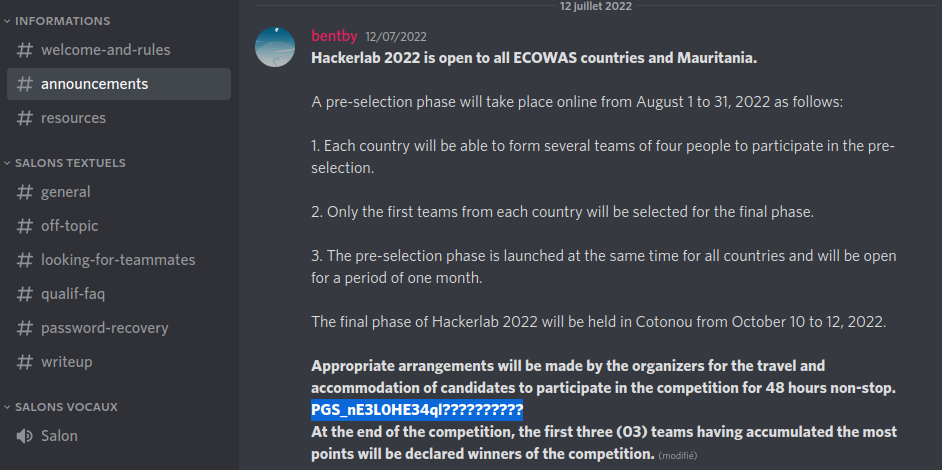 12 juillet 2022
INFORMATIONS
# welcome-and-rules
# announcements
# resources
SALONS TEXTUELS
# general
# off-topic
# looking-for-teammates
# qualif-faq
# password-recovery
# writeup
SALONS VOCAUX
Salon
bentby 12/07/2022
Hackerlab 2022 is open to all ECOWAS countries and Mauritania.
A pre-selection phase will take place online from August 1 to 31, 2022 as follows:
1. Each country will be able to form several teams of four people to participate in the pre-
selection.
2. Only the first teams from each country will be selected for the final phase.
3. The pre-selection phase is launched at the same time for all countries and will be open
for a period of one month.
The final phase of Hackerlab 2022 will be held in Cotonou from October 10 to 12, 2022.
Appropriate arrangements will be made by the organizers for the travel and
accommodation of candidates to participate in the competition for 48 hours non-stop.
PGS_nE3L0HE34ql??????????
At the end of the competition, the first three (03) teams having accumulated the most
points will be declared winners of the competition. (modifié)